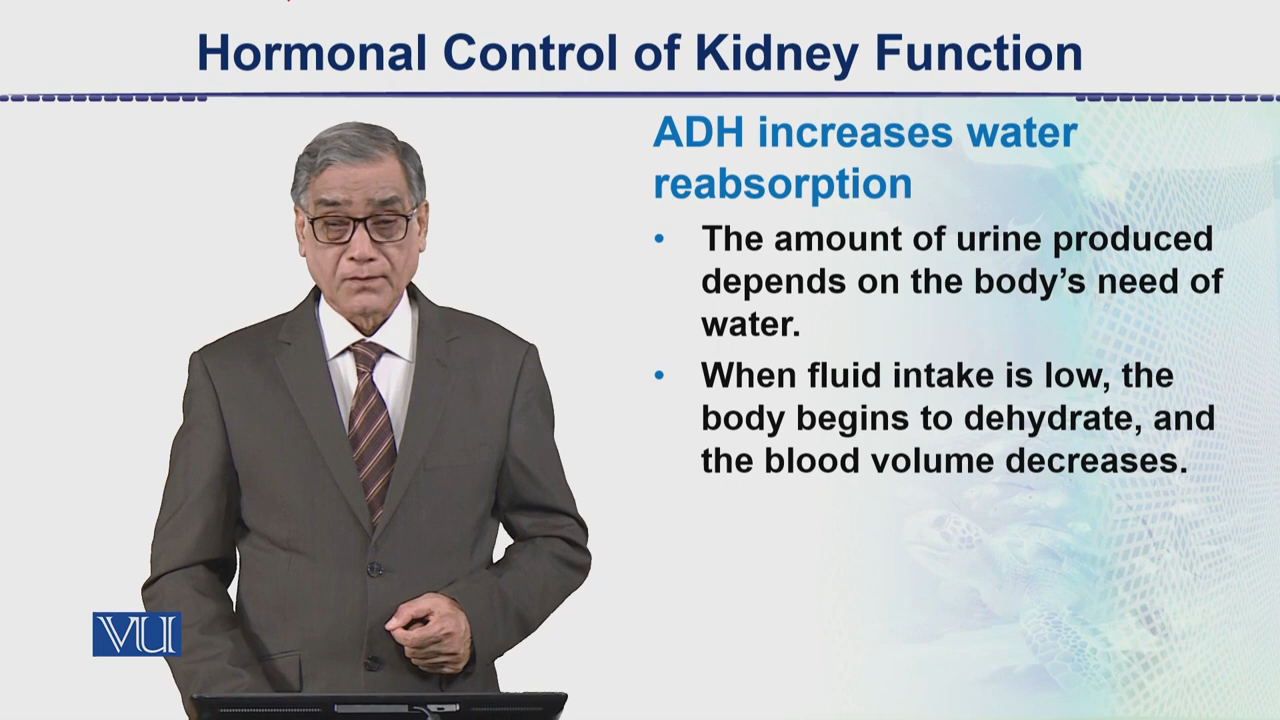 Hormonal Control of Kidney Function
ADH increases water
reabsorption
• The amount of urine produced
depends on the body’s need of
water.
• When fluid intake is low, the
body begins to dehydrate, and
the blood volume decreases.
VU